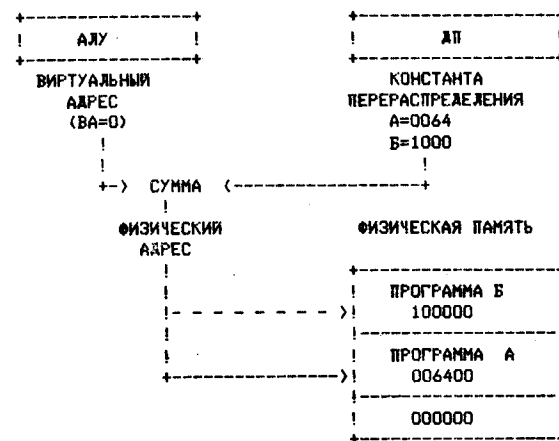 АЛУ
ДП
ВИРТУАЛЬНЫЙ
АДРЕС
(ВА=0)
КОНСТАНТА
ПЕРЕРАСПРЕДЕЛЕНИЯ
А=0064
Б=1000
СУММА
ФИЗИЧЕСКИЙ
АДРЕС
ФИЗИЧЕСКАЯ ПАМЯТЬ
ПРОГРАММА Б
100000
ПРОГРАММА А
006400
000000